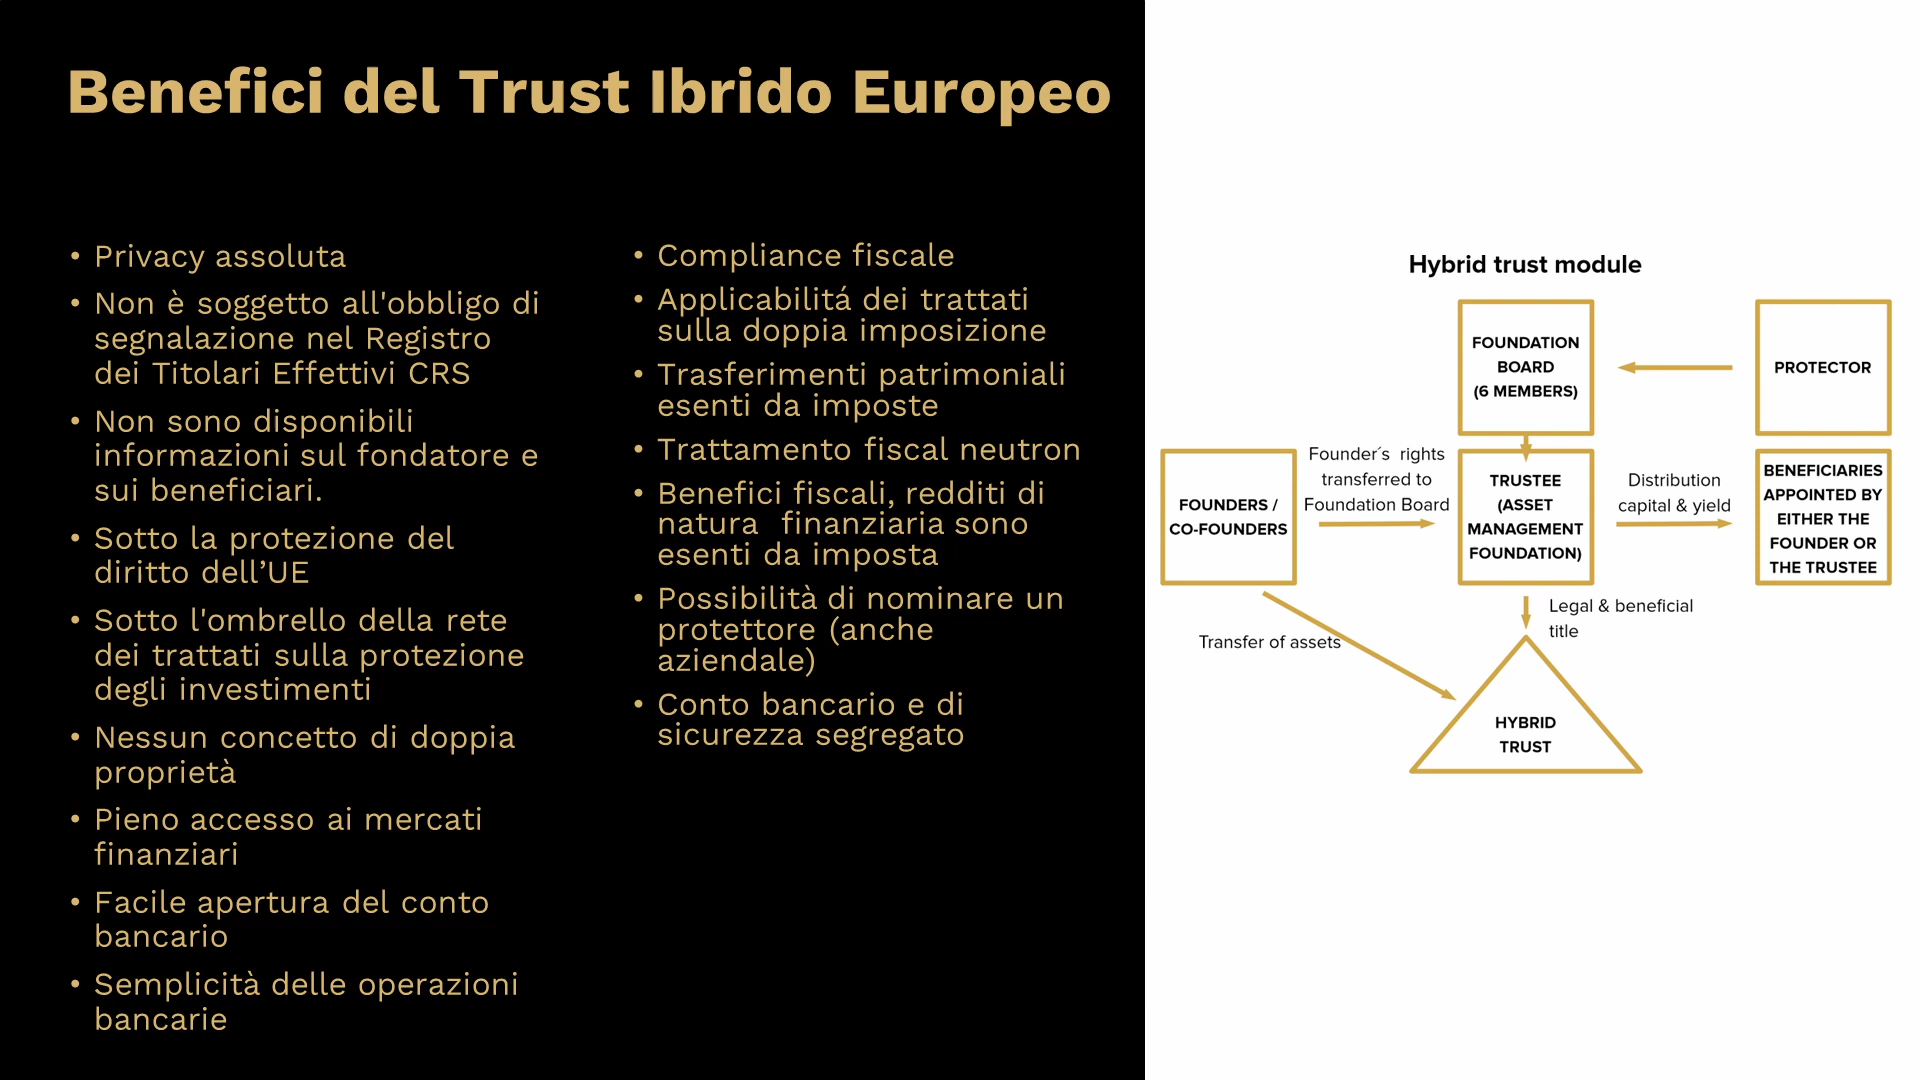 Benefici del Trust Ibrido Europeo
• Privacy assoluta
• Non è soggetto all'obbligo di
segnalazione nel Registro
dei Titolari Effettivi CRS
• Non sono disponibili
informazioni sul fondatore e
sui beneficiari.
• Sotto la protezione del
diritto dell’UE
• Sotto l'ombrello della rete
dei trattati sulla protezione
degli investimenti
• Nessun concetto di doppia
proprietà
• Pieno accesso ai mercati
finanziari
• Facile apertura del conto
bancario
• Semplicità delle operazioni
bancarie
• Compliance fiscale
• Applicabilitá dei trattati
sulla doppia imposizione
• Trasferimenti patrimoniali
esenti da imposte
• Trattamento fiscal neutron
• Benefici fiscali, redditi di
natura finanziaria sono
esenti da imposta
• Possibilità di nominare un
protettore (anche
aziendale)
• Conto bancario e di
sicurezza segregato
Hybrid trust module
FOUNDATION
BOARD
(6 MEMBERS)
PROTECTOR
FOUNDERS /
CO-FOUNDERS
Founder´s rights
transferred to
Foundation Board
TRUSTEE
(ASSET
MANAGEMENT
FOUNDATION)
Distribution
capital & yield
BENEFICIARIES
APPOINTED BY
EITHER THE
FOUNDER OR
THE TRUSTEE
Legal & beneficial
title
Transfer of assets
HYBRID
TRUST